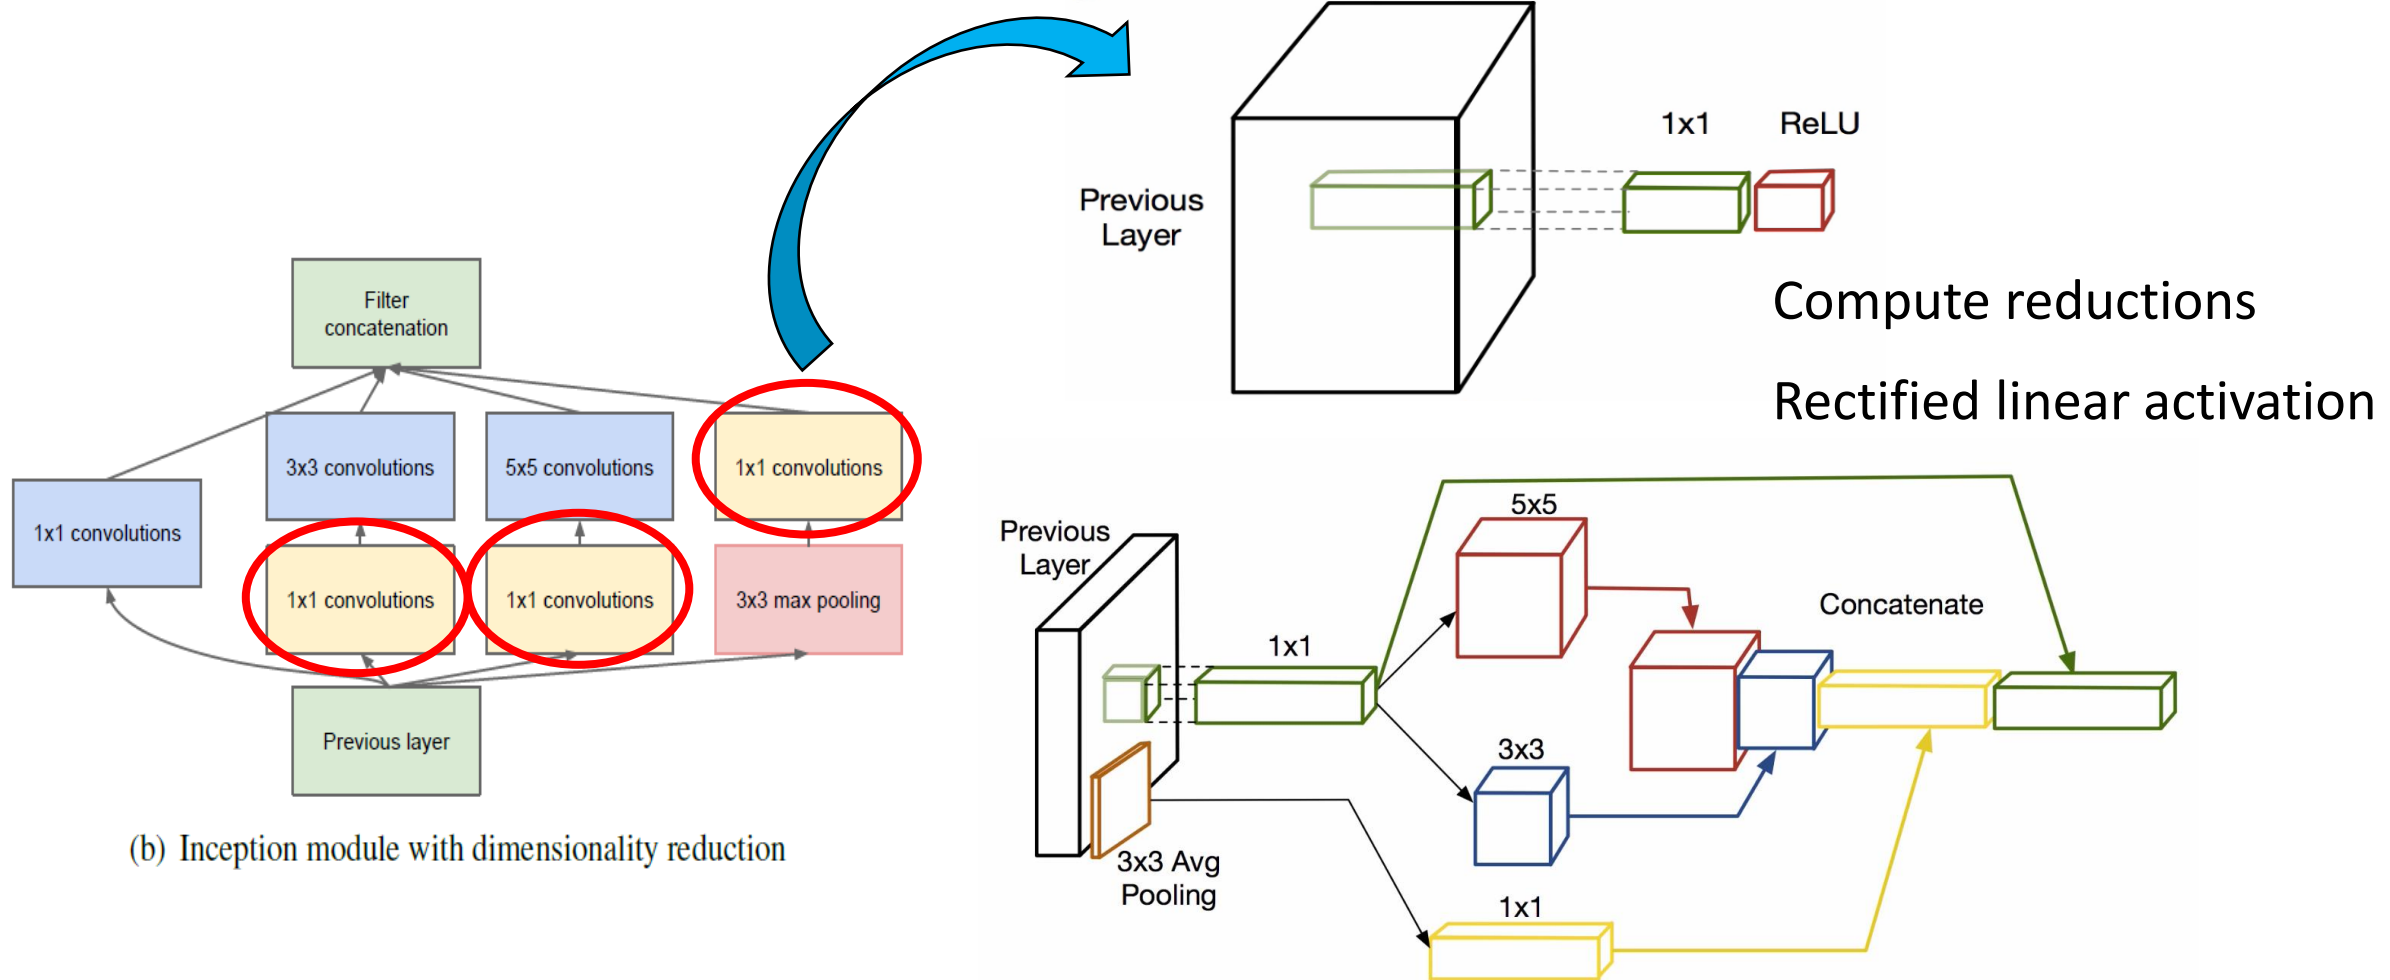 Filter
concatenation
3x3 convolutions
5x5 convolutions
1x1 convolutions
1x1 convolutions
1x1 convolutions
1x1 convolutions
3x3 max pooling
Previous layer
(b) Inception module with dimensionality reduction
1x1
ReLU
Previous
Layer
Compute reductions
Rectified linear activation
Previous
Layer
1x1
5x5
Concatenate
3x3
3x3 Avg
Pooling
1x1